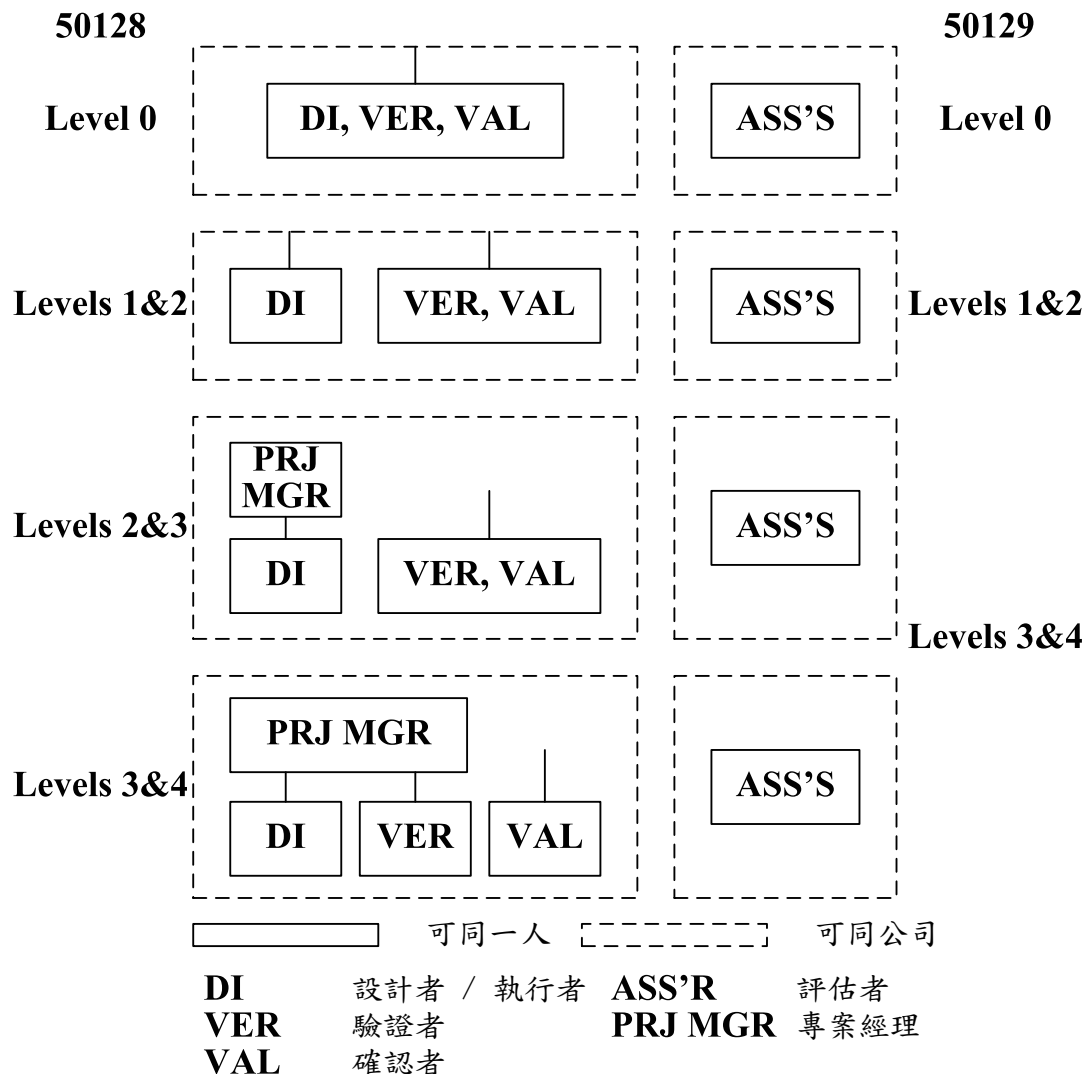 50128
50129
Level 0
DI, VER, VAL
ASS’S
Level 0
Levels 1&2
DI
VER, VAL
ASS’S
Levels 1&2
Levels 2&3
PRJ
MGR
DI
VER, VAL
ASS’S
Levels 3&4
Levels 3&4
PRJ MGR
DI
VER
VAL
ASS’S
可同一人
可同公司
DI 設計者 / 執行者 ASS’R 評估者
VER 驗證者 PRJ MGR 專案經理
VAL 確認者